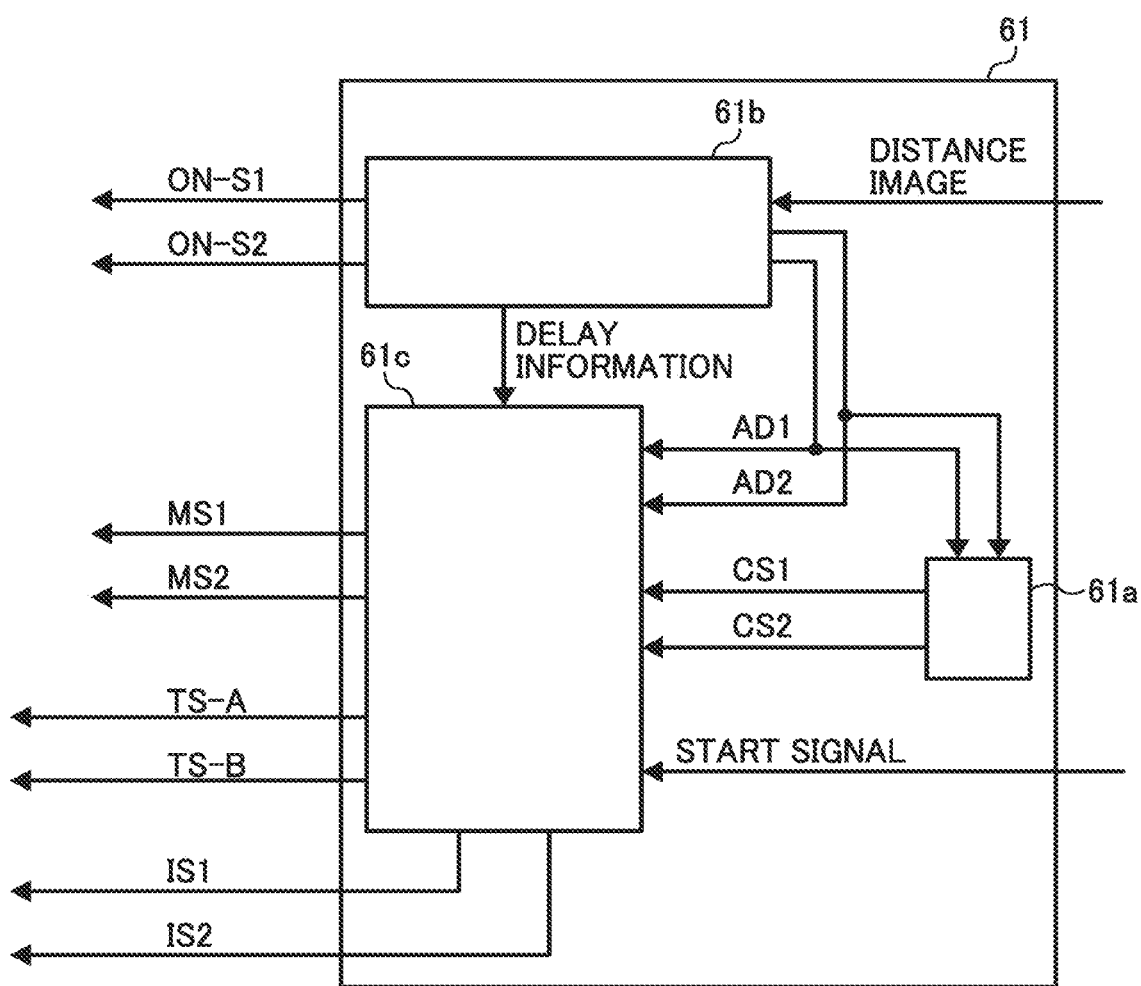 61
61b
DISTANCE
IMAGE
ON-S1
ON-S2
DELAY
INFORMATION
61c
AD1
AD2
MS1
MS2
CS1
CS2
61a
TS-A
TS-B
START SIGNAL
IS1
IS2